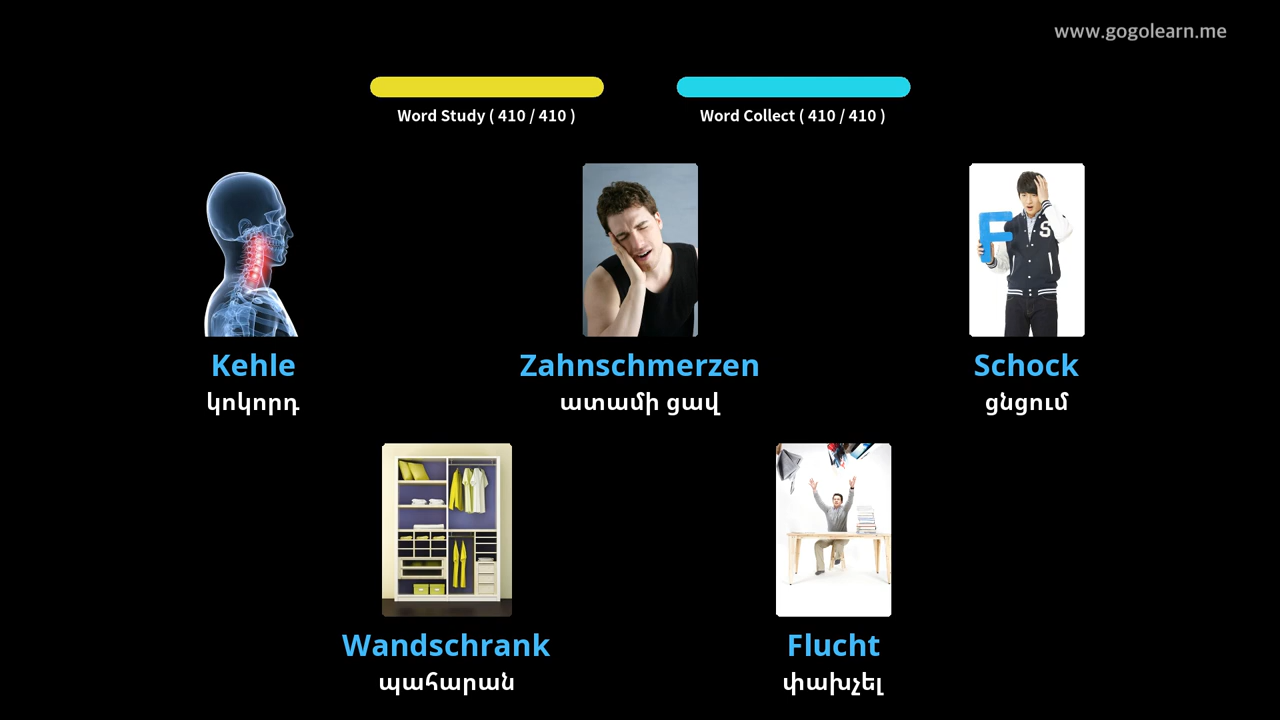 www.gogolearn.me
Word Study ( 410 / 410 )
Word Collect ( 410 / 410 )
Kehle
կոկորդ
Zahnschmerzen
ատամի ցավ
Schock
ցնցում
F
S
Wandschrank
պահարան
Flucht
փախչել